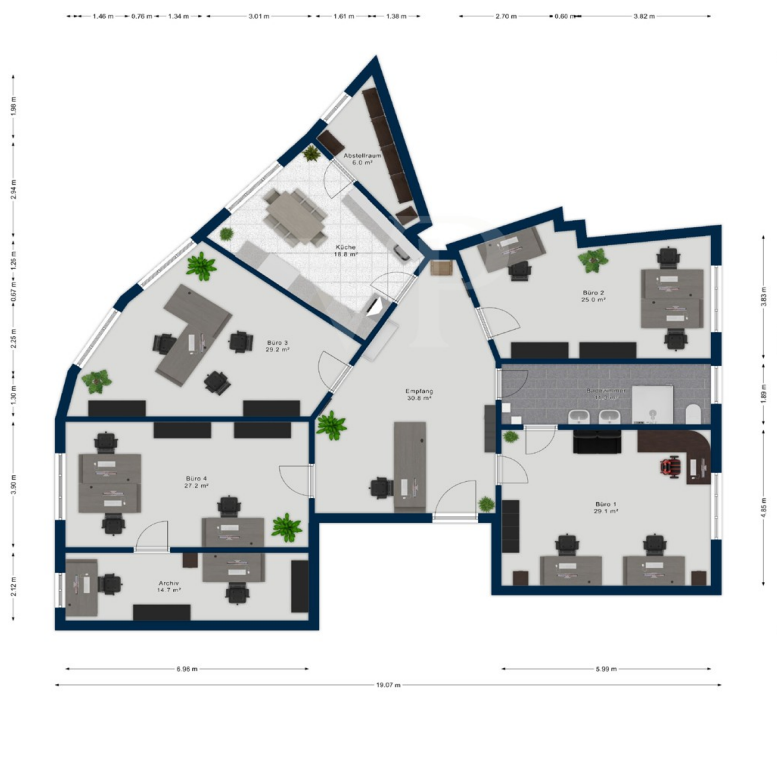 1.46 m
0.76 m
1.34 m
3.01 m
1.61 m
1.38 m
2.70 m
0.60 m
3.82 m
1.98 m
2.94 m
1.26 m
0.67 m
2.26 m
1.30 m
3.90 m
2.12 m
3.83 m
1.89 m
4.85 m
Abstellraum
6.0 m²
Küche
18.8 m²
Büro 2
25.0 m²
Büro 3
29.2 m²
Empfang
30.8 m²
Büro 4
27.2 m²
Büro 1
29.1 m²
Archiv
14.7 m²
6.96 m
5.99 m
19.07 m